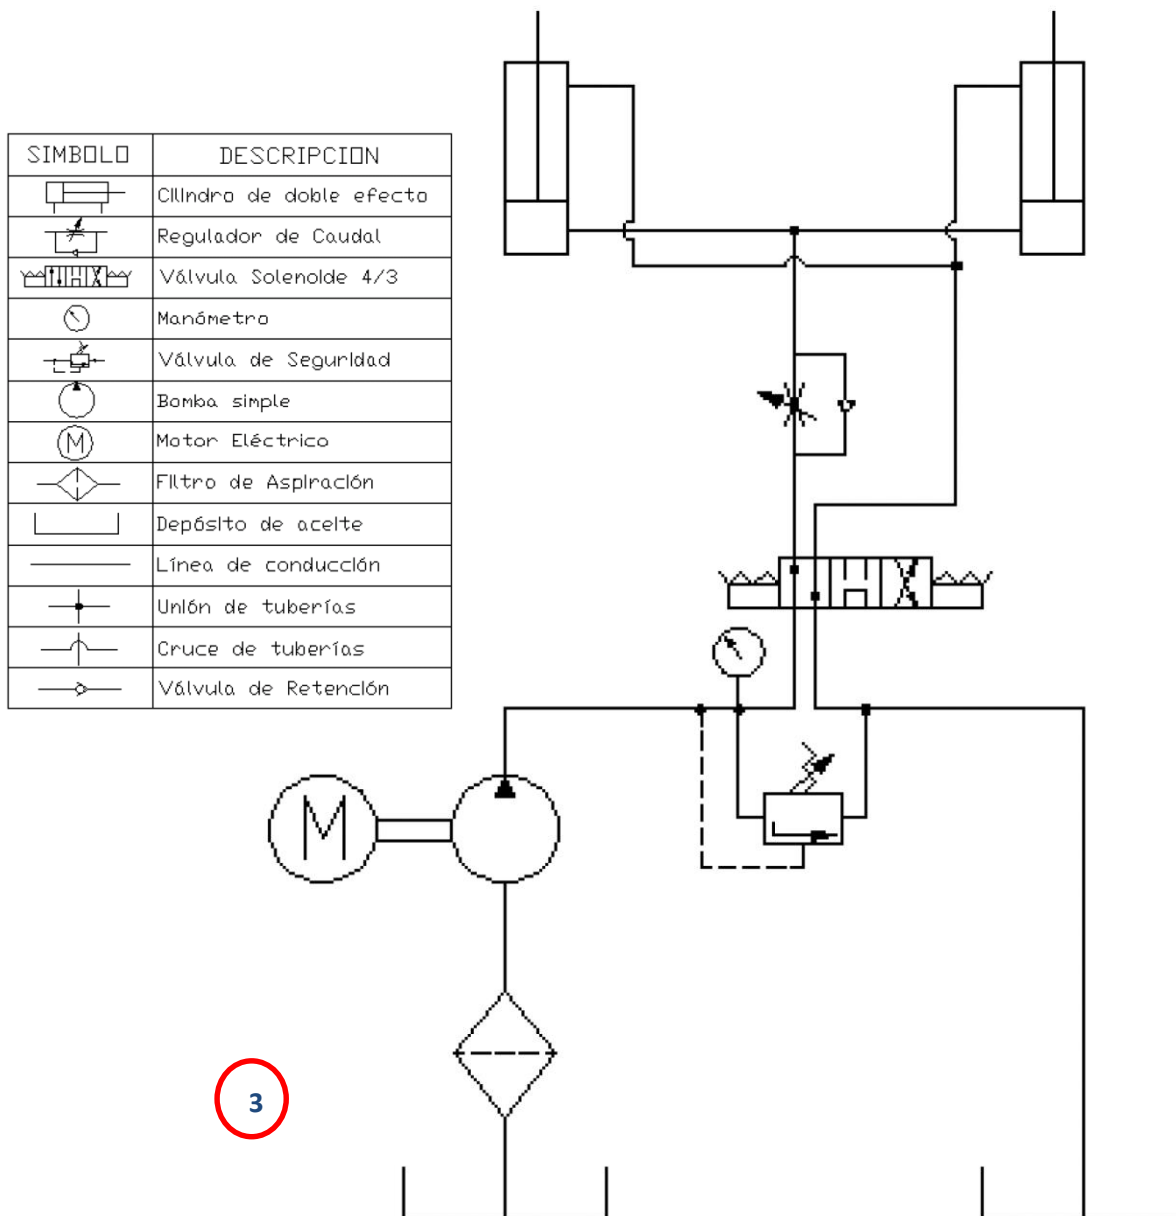 SIMBOLO DESCRIPCION
Cilindro de doble efecto
Regulador de Caudal
Válvula Solenoide 4/3
Manómetro
Válvula de Seguridad
Bomba simple
M Motor Eléctrico
Filtro de Aspiración
Depósito de aceite
Línea de conducción
Unión de tuberías
Cruce de tuberías
Válvula de Retención
M
3